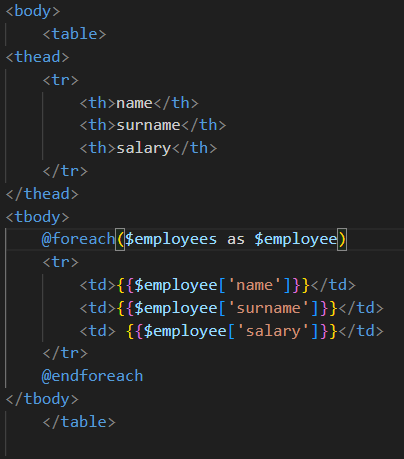 <body>
    <table>
<thead>
    <tr>
        <th>name</th>
        <th>surname</th>
        <th>salary</th>
    </tr>
</thead>
<tbody>
    @foreach($employees as $employee)
    <tr>
        <td>{{$employee['name']}}</td>
        <td>{{$employee['surname']}}</td>
        <td> {{$employee['salary']}}</td>
    </tr>
    @endforeach
</tbody>
    </table>